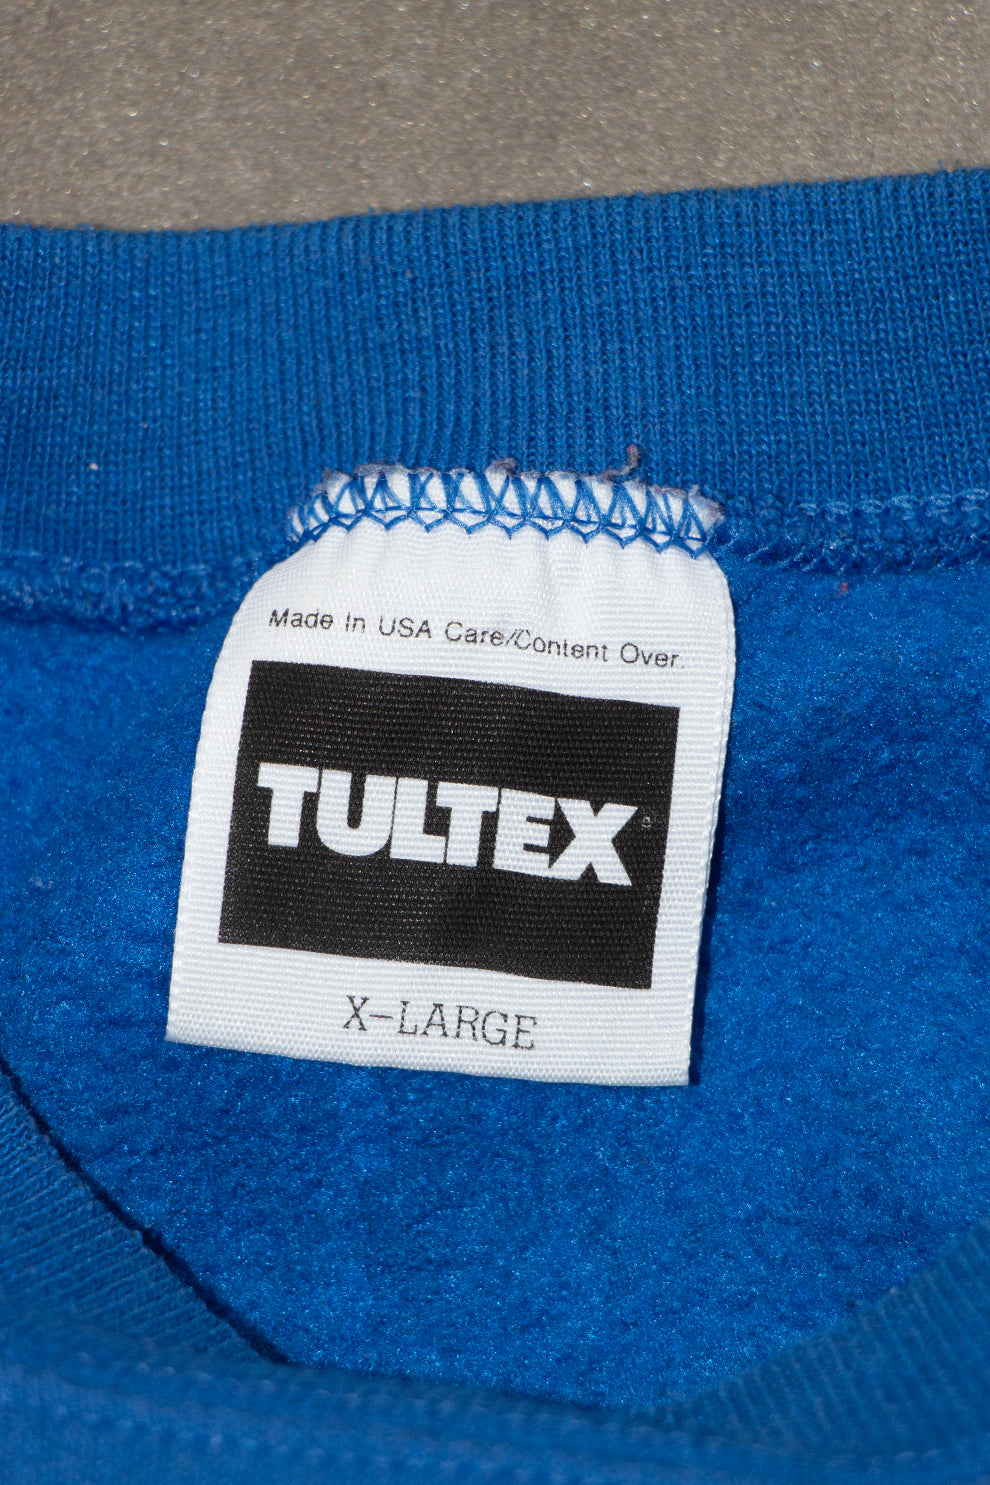 Made in USA Care/Content Over.
TULTEX®
X-LARGE